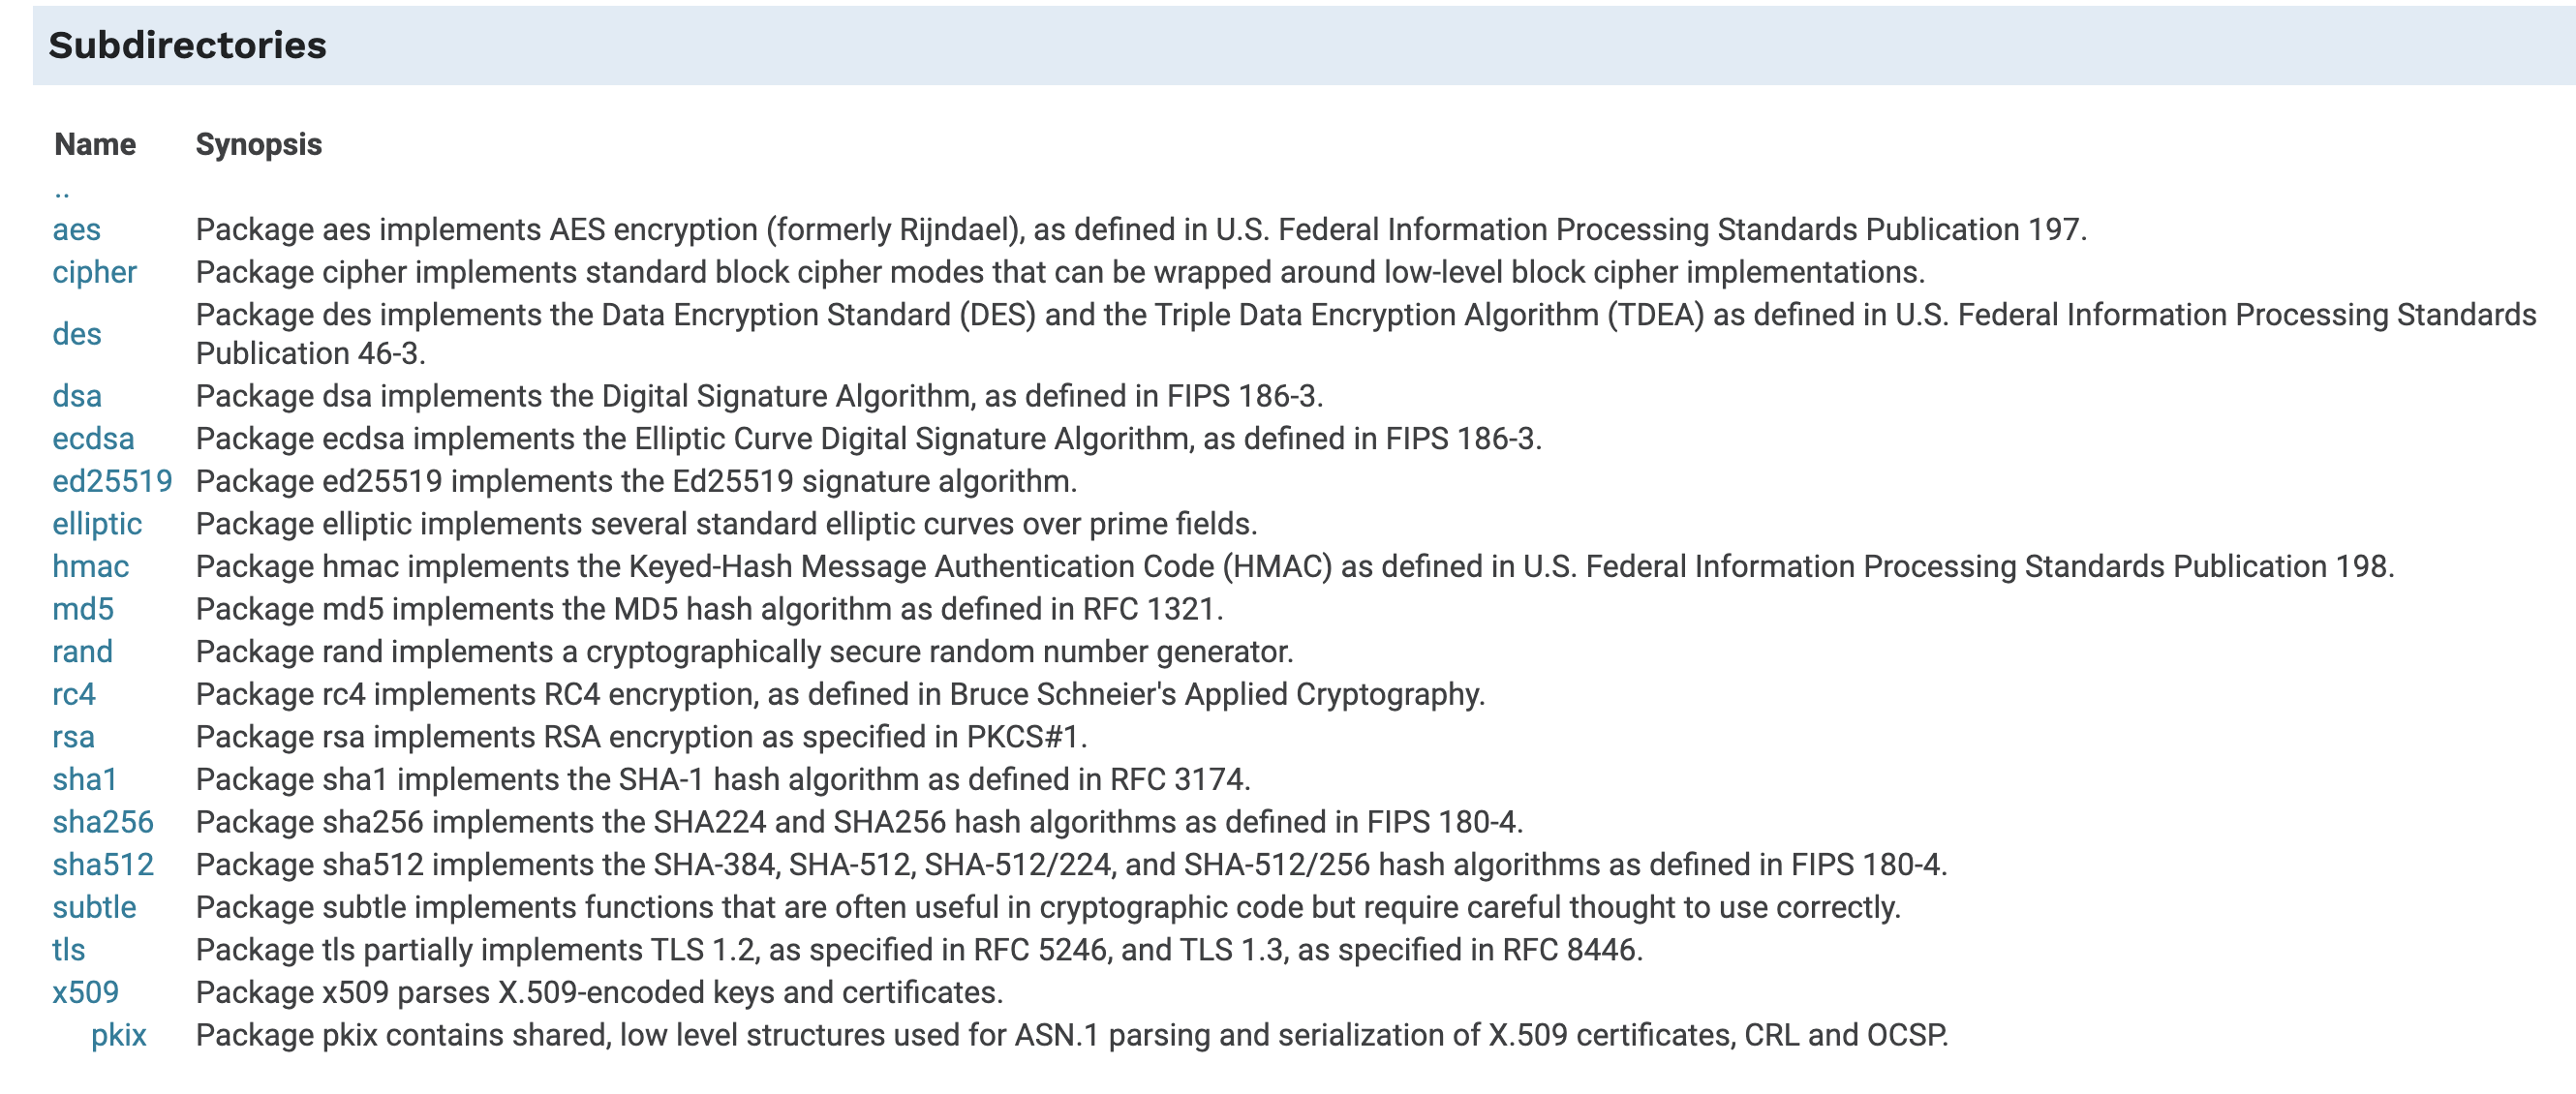 Subdirectories
Name Synopsis
..
aes Package aes implements AES encryption (formerly Rijndael), as defined in U.S. Federal Information Processing Standards Publication 197.
cipher Package cipher implements standard block cipher modes that can be wrapped around low-level block cipher implementations.
des Package des implements the Data Encryption Standard (DES) and the Triple Data Encryption Algorithm (TDEA) as defined in U.S. Federal Information Processing Standards
Publication 46-3.
dsa Package dsa implements the Digital Signature Algorithm, as defined in FIPS 186-3.
ecdsa Package ecdsa implements the Elliptic Curve Digital Signature Algorithm, as defined in FIPS 186-3.
ed25519 Package ed25519 implements the Ed25519 signature algorithm.
elliptic Package elliptic implements several standard elliptic curves over prime fields.
hmac Package hmac implements the Keyed-Hash Message Authentication Code (HMAC) as defined in U.S. Federal Information Processing Standards Publication 198.
md5 Package md5 implements the MD5 hash algorithm as defined in RFC 1321.
rand Package rand implements a cryptographically secure random number generator.
rc4 Package rc4 implements RC4 encryption, as defined in Bruce Schneier's Applied Cryptography.
rsa Package rsa implements RSA encryption as specified in PKCS#1.
sha1 Package sha1 implements the SHA-1 hash algorithm as defined in RFC 3174.
sha256 Package sha256 implements the SHA224 and SHA256 hash algorithms as defined in FIPS 180-4.
sha512 Package sha512 implements the SHA-384, SHA-512, SHA-512/224, and SHA-512/256 hash algorithms as defined in FIPS 180-4.
subtle Package subtle implements functions that are often useful in cryptographic code but require careful thought to use correctly.
tls Package tls partially implements TLS 1.2, as specified in RFC 5246, and TLS 1.3, as specified in RFC 8446.
x509 Package x509 parses X.509-encoded keys and certificates.
pkix Package pkix contains shared, low level structures used for ASN.1 parsing and serialization of X.509 certificates, CRL and OCSP.